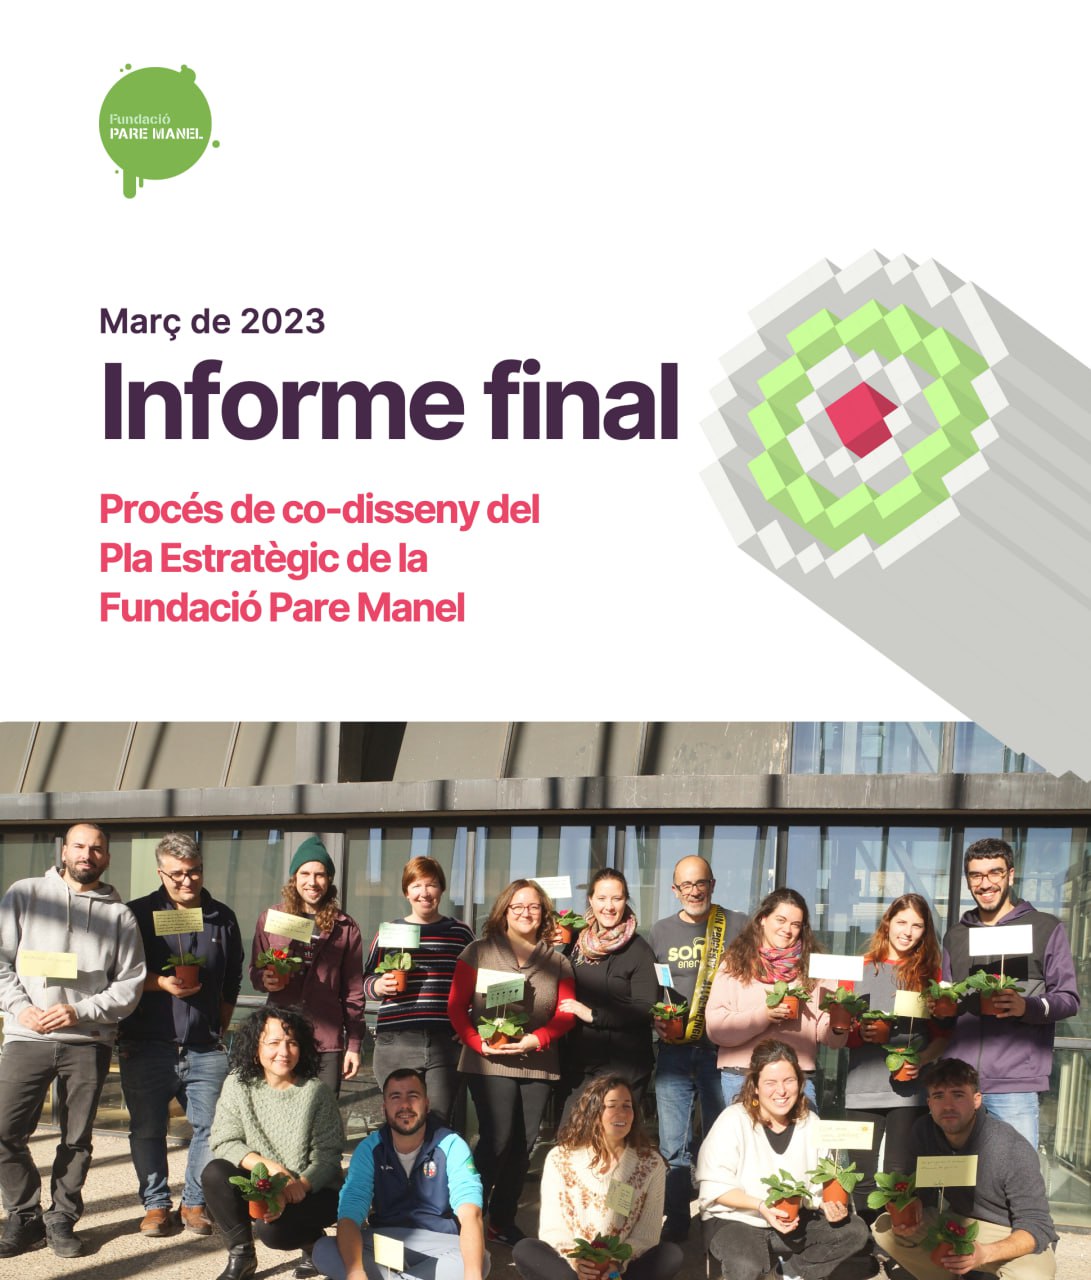 Fundació
PARE MANEL
Març de 2023
Informe final
Procés de co-disseny del
Pla Estratègic de la
Fundació Pare Manel
som